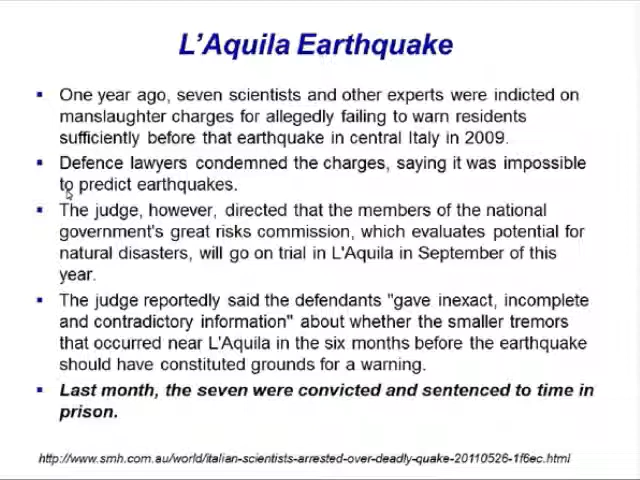 L'Aquila Earthquake
▪ One year ago, seven scientists and other experts were indicted on
manslaughter charges for allegedly failing to warn residents
sufficiently before that earthquake in central Italy in 2009.
▪ Defence lawyers condemned the charges, saying it was impossible
to predict earthquakes.
▪ The judge, however, directed that the members of the national
government's great risks commission, which evaluates potential for
natural disasters, will go on trial in L'Aquila in September of this
year.
▪ The judge reportedly said the defendants "gave inexact, incomplete
and contradictory information" about whether the smaller tremors
that occurred near L'Aquila in the six months before the earthquake
should have constituted grounds for a warning.
▪ Last month, the seven were convicted and sentenced to time in
prison.
http://www.smh.com.au/world/italian-scientists-arrested-over-deadly-quake-20110526-1f6ec.html